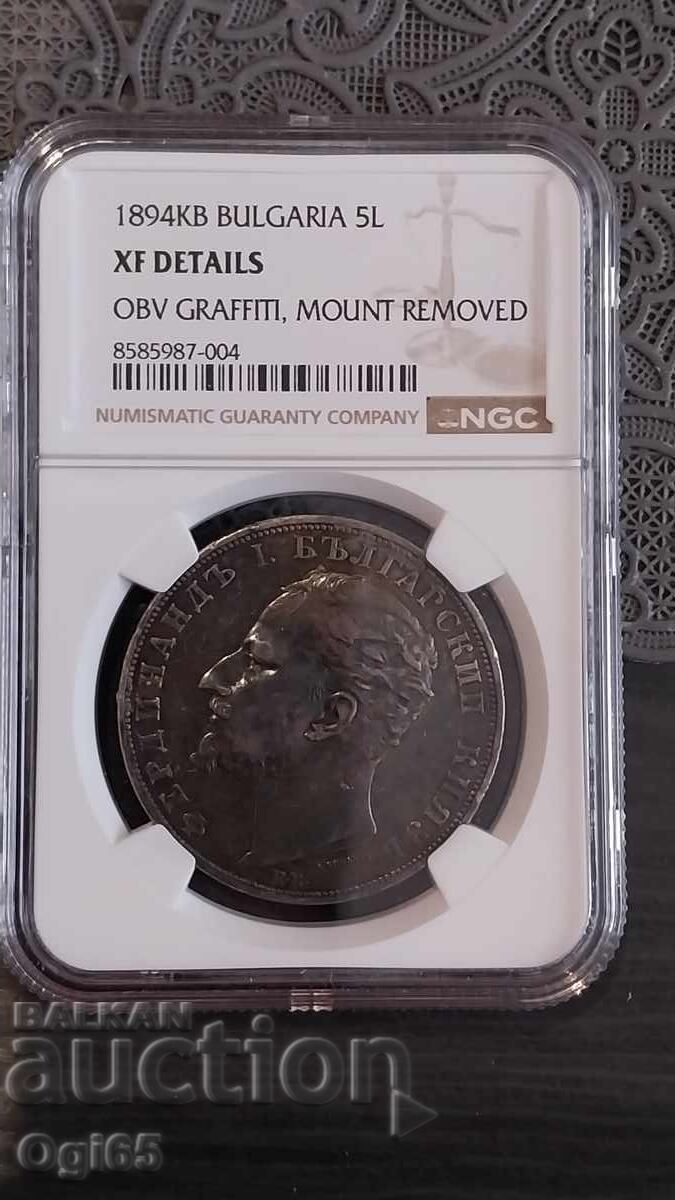 1894KB BULGARIA 5L
XF DETAILS
OBV GRAFFITI, MOUNT REMOVED
8585987-004
NUMISMATIC GUARANTY COMPANY
NGC
ФЕРДИНАНДЪ I. БЪЛГАРСКИЙ КНЯ
BALKAN
auction
Ogi65